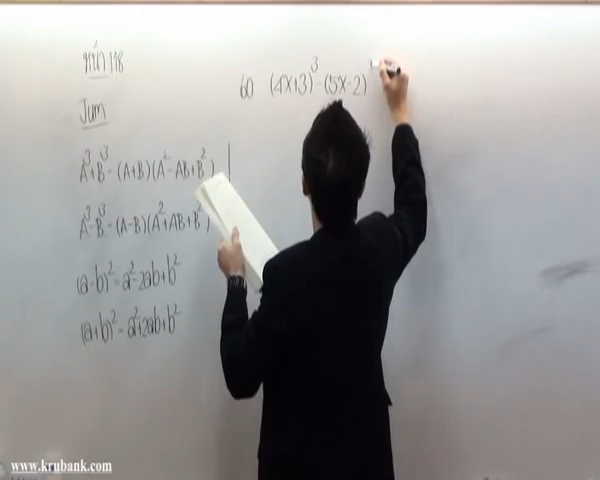 หน้า 118
60 (4x+3)³-(5x-2)
A³+B³=(A+B)(A²-AB+B²)
A³-B³=(A-B)(A²+AB+B²)
(a-b)²=a²-2ab+b²
(a+b)²=a²+2ab+b²
www.krubank.com